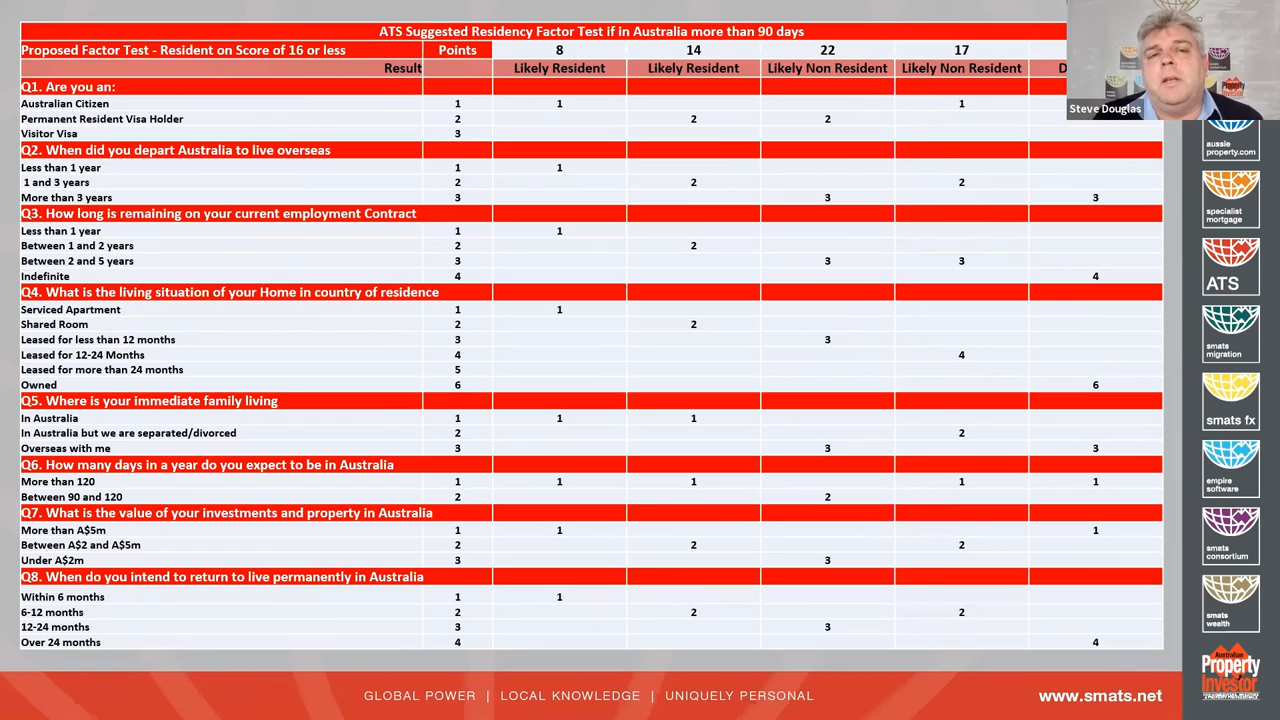 ATS Suggested Residency Factor Test if in Australia more than 90 days
Proposed Factor Test - Resident on Score of 16 or less Points 8 14 22 17
Result Likely Resident Likely Resident Likely Non Resident Likely Non Resident D
Q1. Are you an:
Australian Citizen 1 1 1
Permanent Resident Visa Holder 2 2 2
Visitor Visa 3
Q2. When did you depart Australia to live overseas
Less than 1 year 1 1
1 and 3 years 2 2 2
More than 3 years 3 3 3
Q3. How long is remaining on your current employment Contract
Less than 1 year 1 1
Between 1 and 2 years 2 2
Between 2 and 5 years 3 3 3
Indefinite 4 4
Q4. What is the living situation of your Home in country of residence
Serviced Apartment 1 1
Shared Room 2 2
Leased for less than 12 months 3 3
Leased for 12-24 Months 4 4
Leased for more than 24 months 5
Owned 6 6
Q5. Where is your immediate family living
In Australia 1 1 1
In Australia but we are separated/divorced 2 2
Overseas with me 3 3 3
Q6. How many days in a year do you expect to be in Australia
More than 120 1 1 1 1 1
Between 90 and 120 2 2
Q7. What is the value of your investments and property in Australia
More than A$5m 1 1 1
Between A$2 and A$5m 2 2 2
Under A$2m 3 3
Q8. When do you intend to return to live permanently in Australia
Within 6 months 1 1
6-12 months 2 2 2
12-24 months 3 3
Over 24 months 4 4
Steve Douglas
aussie
property.com
specialist
mortgage
ATS
smats
migration
smats fx
empire
software
smats
consortium
smats
wealth
Australian
Property
Investor
GLOBAL POWER | LOCAL KNOWLEDGE | UNIQUELY PERSONAL
www.smats.net